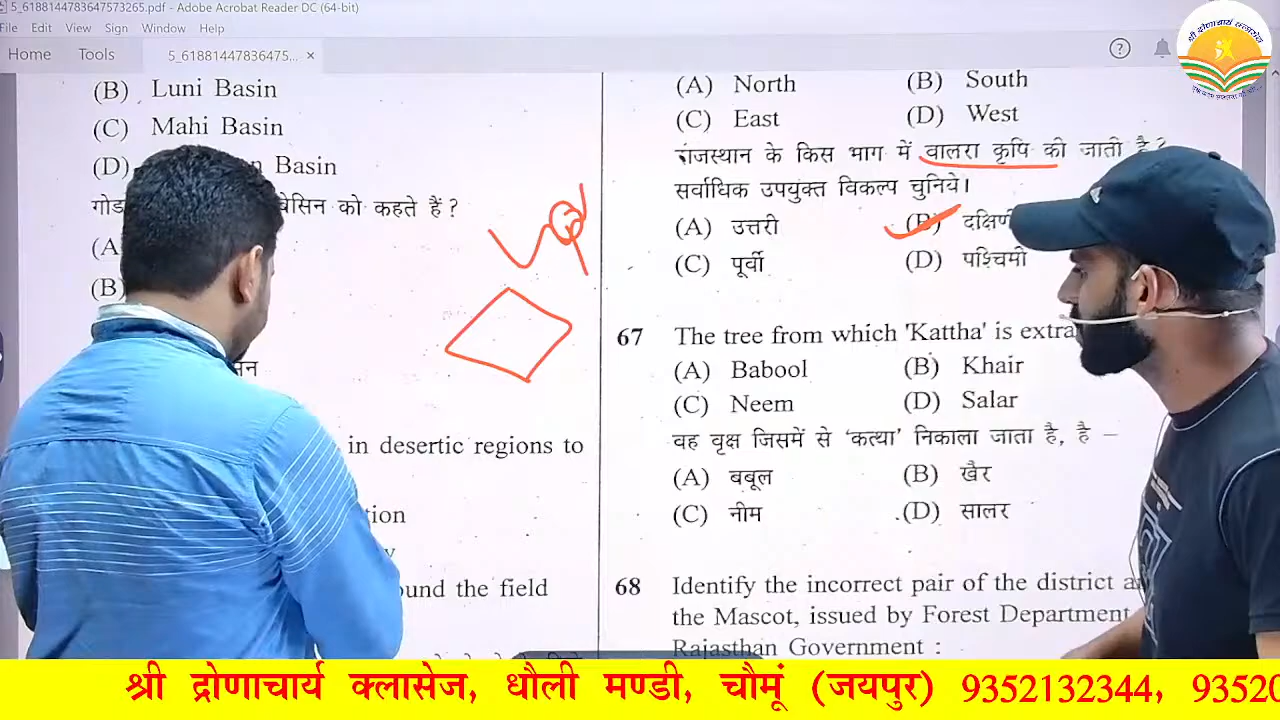 5_6188144783647573265.pdf - Adobe Acrobat Reader DC (64-bit)
File Edit View Sign Window Help
Home Tools 5_61881447836475... ×
(B) Luni Basin
(C) Mahi Basin
(D) Basin
बेसिन को कहते हैं ?
(A
(B)
in desertic regions to
und the field
(A) North (B) South
(C) East (D) West
राजस्थान के किस भाग में वालरा कृषि की जाती है ?
सर्वाधिक उपयुक्त विकल्प चुनिये।
(A) उत्तरी (B)
(C) पूर्वी (D) पश्चिमी
67 The tree from which 'Kattha' is
(A) Babool (B) Khair
(C) Neem (D) Salar
वह वृक्ष जिसमें से ‘कत्था’ निकाला जाता है, है –
(A) बबूल (B) खैर
(C) नीम (D) सालर
68 Identify the incorrect pair of the district
the Mascot, issued by Forest Department
Rajasthan Government :
श्री द्रोणाचार्य क्लासेज, धौली मण्डी, चौमूं (जयपुर) 9352132344,